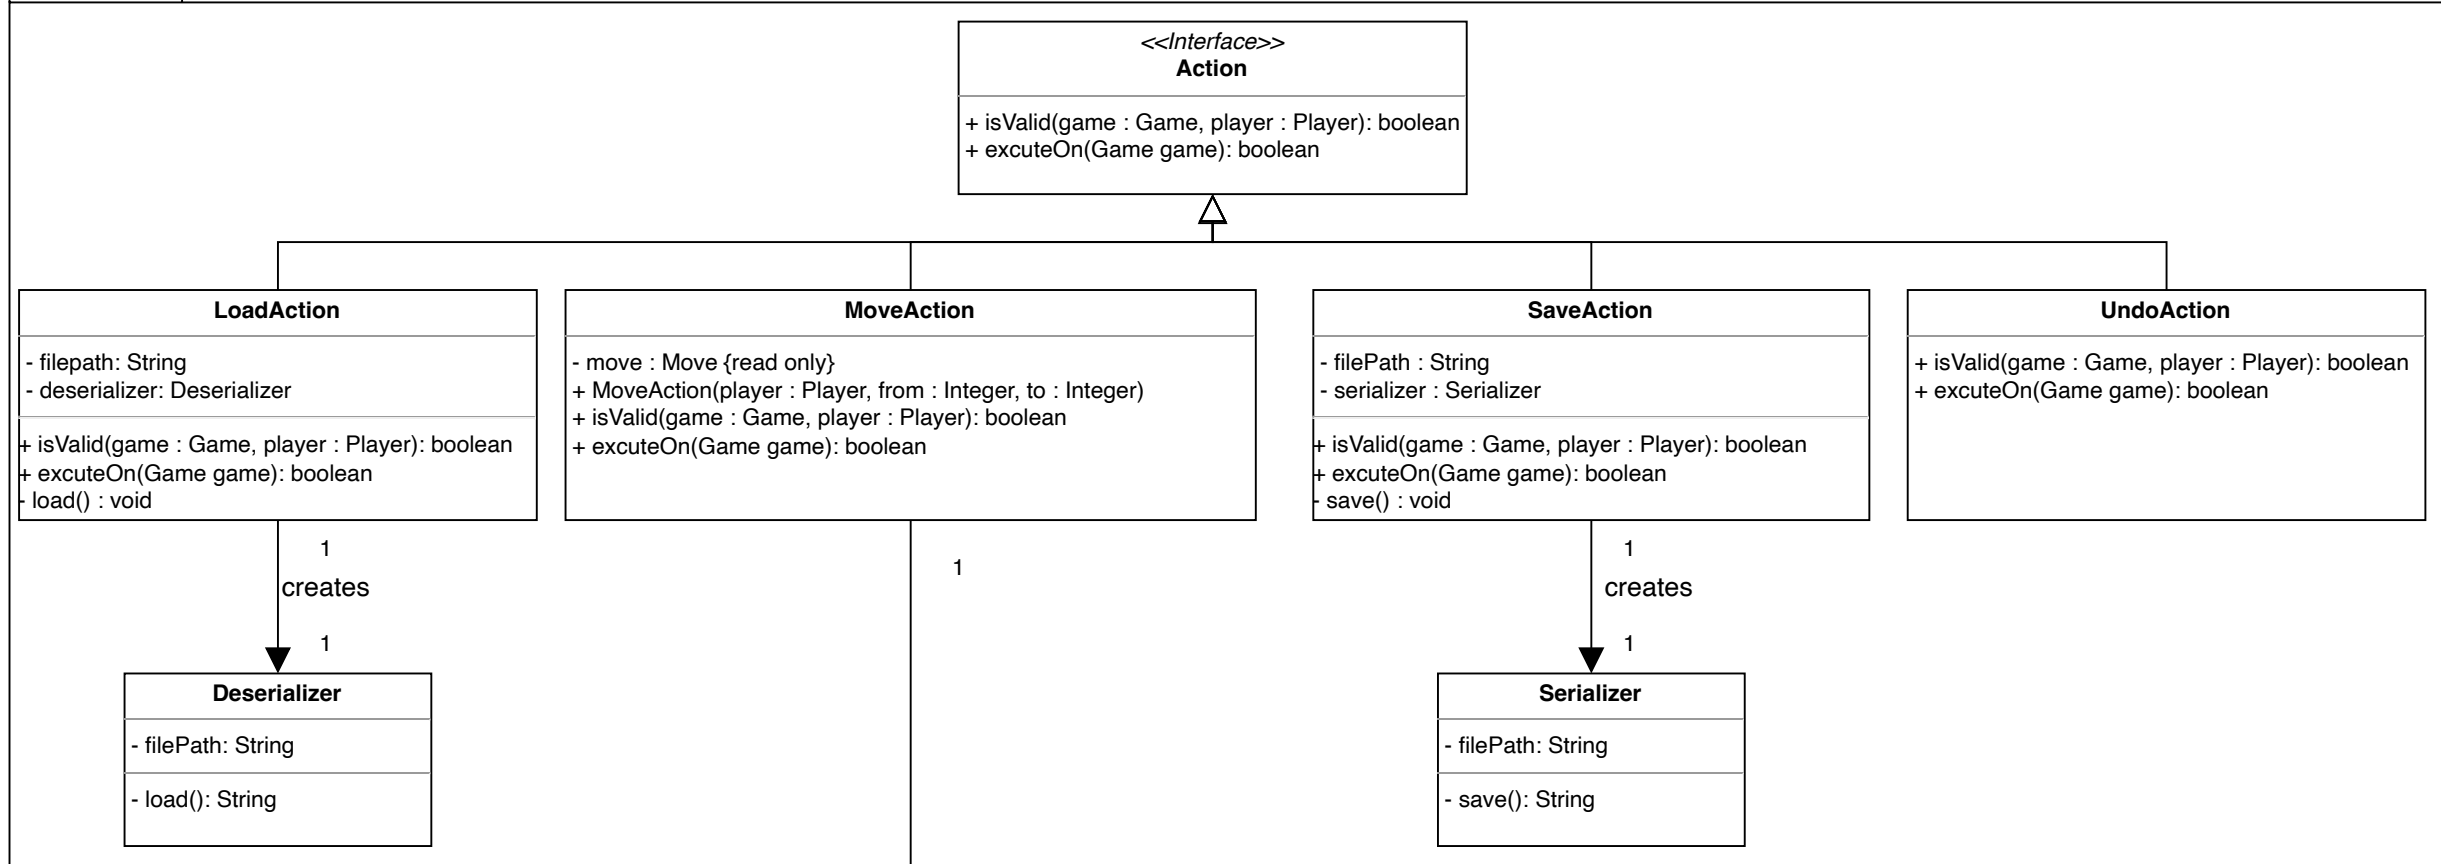 <<Interface>>
Action
+ isValid(game : Game, player : Player): boolean
+ excuteOn(Game game): boolean
LoadAction
- filepath: String
- deserializer: Deserializer
+ isValid(game : Game, player : Player): boolean
+ excuteOn(Game game): boolean
- load() : void
MoveAction
- move : Move {read only}
+ MoveAction(player : Player, from : Integer, to : Integer)
+ isValid(game : Game, player : Player): boolean
+ excuteOn(Game game): boolean
SaveAction
- filePath : String
- serializer : Serializer
+ isValid(game : Game, player : Player): boolean
+ excuteOn(Game game): boolean
- save() : void
UndoAction
+ isValid(game : Game, player : Player): boolean
+ excuteOn(Game game): boolean
1
creates
1
1
1
creates
1
Deserializer
- filePath: String
- load(): String
Serializer
- filePath: String
- save(): String